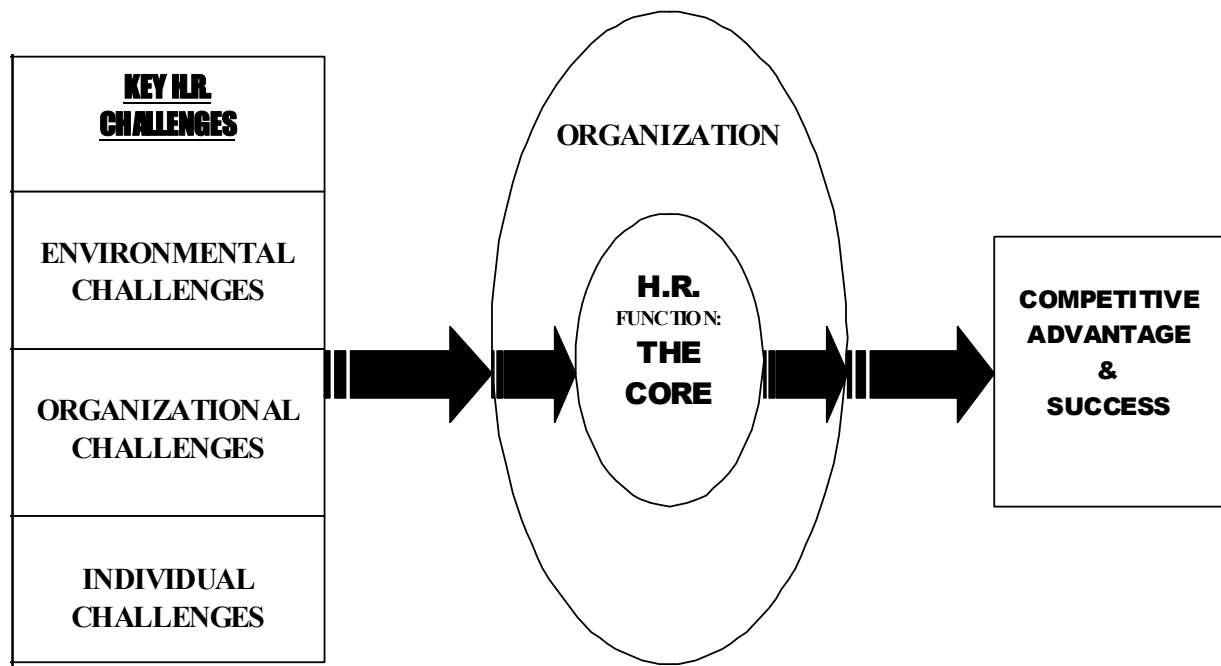 KEY H.R.
CHALLENGES
ENVIRONMENTAL
CHALLENGES
ORGANIZATIONAL
CHALLENGES
INDIVIDUAL
CHALLENGES
ORGANIZATION
H.R.
FUNCTION:
THE
CORE
COMPETITIVE
ADVANTAGE
&
SUCCESS